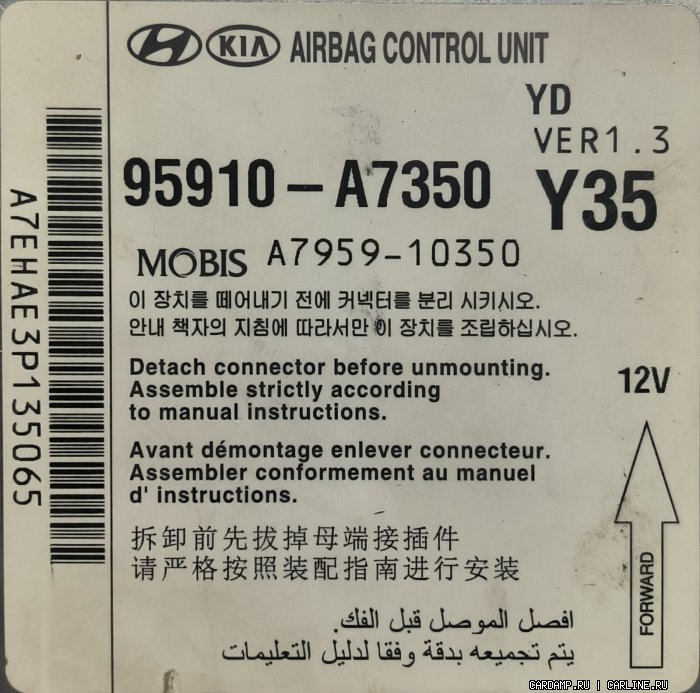 HYUNDAI KIA AIRBAG CONTROL UNIT
YD
VER1.3
95910-A7350 Y35
MOBIS A7959-10350
이 장치를 떼어내기 전에 커넥터를 분리 시키시오.
안내 책자의 지침에 따라서만 이 장치를 조립하십시오.
Detach connector before unmounting.
Assemble strictly according
to manual instructions.
12V
Avant démontage enlever connecteur.
Assembler conformement au manuel
d' instructions.
FORWARD
拆卸前先拔掉母端接插件
请严格按照装配指南进行安装
افصل الموصل قبل الفك.
يتم تجميعه بدقة وفقا لدليل التعليمات
A7EHAE3P135065
CARDAMP.RU | CARLINE.RU